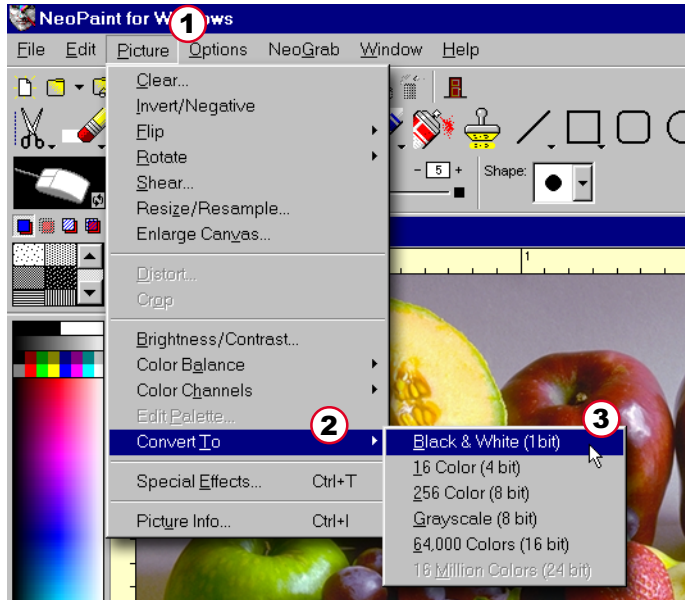 NeoPaint for W ows
1
File Edit Picture Options NeoGrab Window Help
Clear...
Invert/Negative
Flip
Rotate
Shear...
- 5 + Shape:
Resize/Resample...
Enlarge Canvas...
Distort...
1
Crop
Brightness/Contrast...
Color Balance
Color Channels
Edit Palette...
2
3
Convert To
Black & White (1bit)
16 Color (4 bit)
Special Effects... Ctrl+T
256 Color (8 bit)
Grayscale (8 bit)
Picture Info... Ctrl+I
64,000 Colors (16 bit)
16 Million Colors (24 bit)